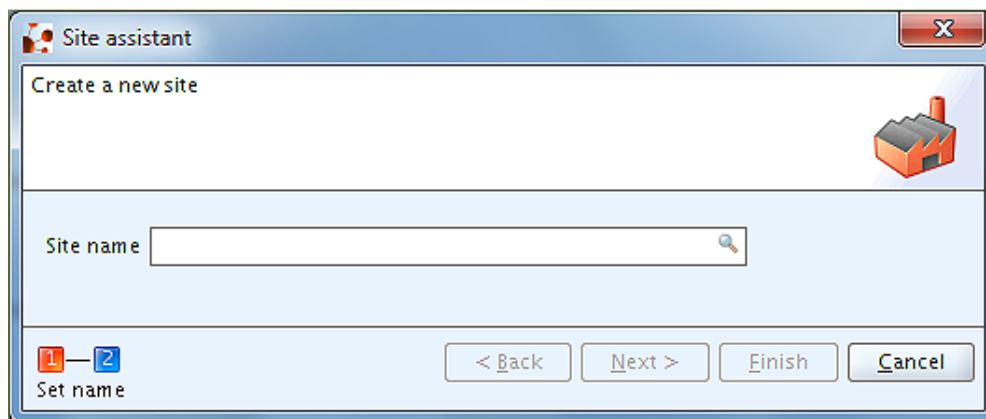 Site assistant
X
Create a new site
Site name
1 2
< Back Next > Finish Cancel
Set name